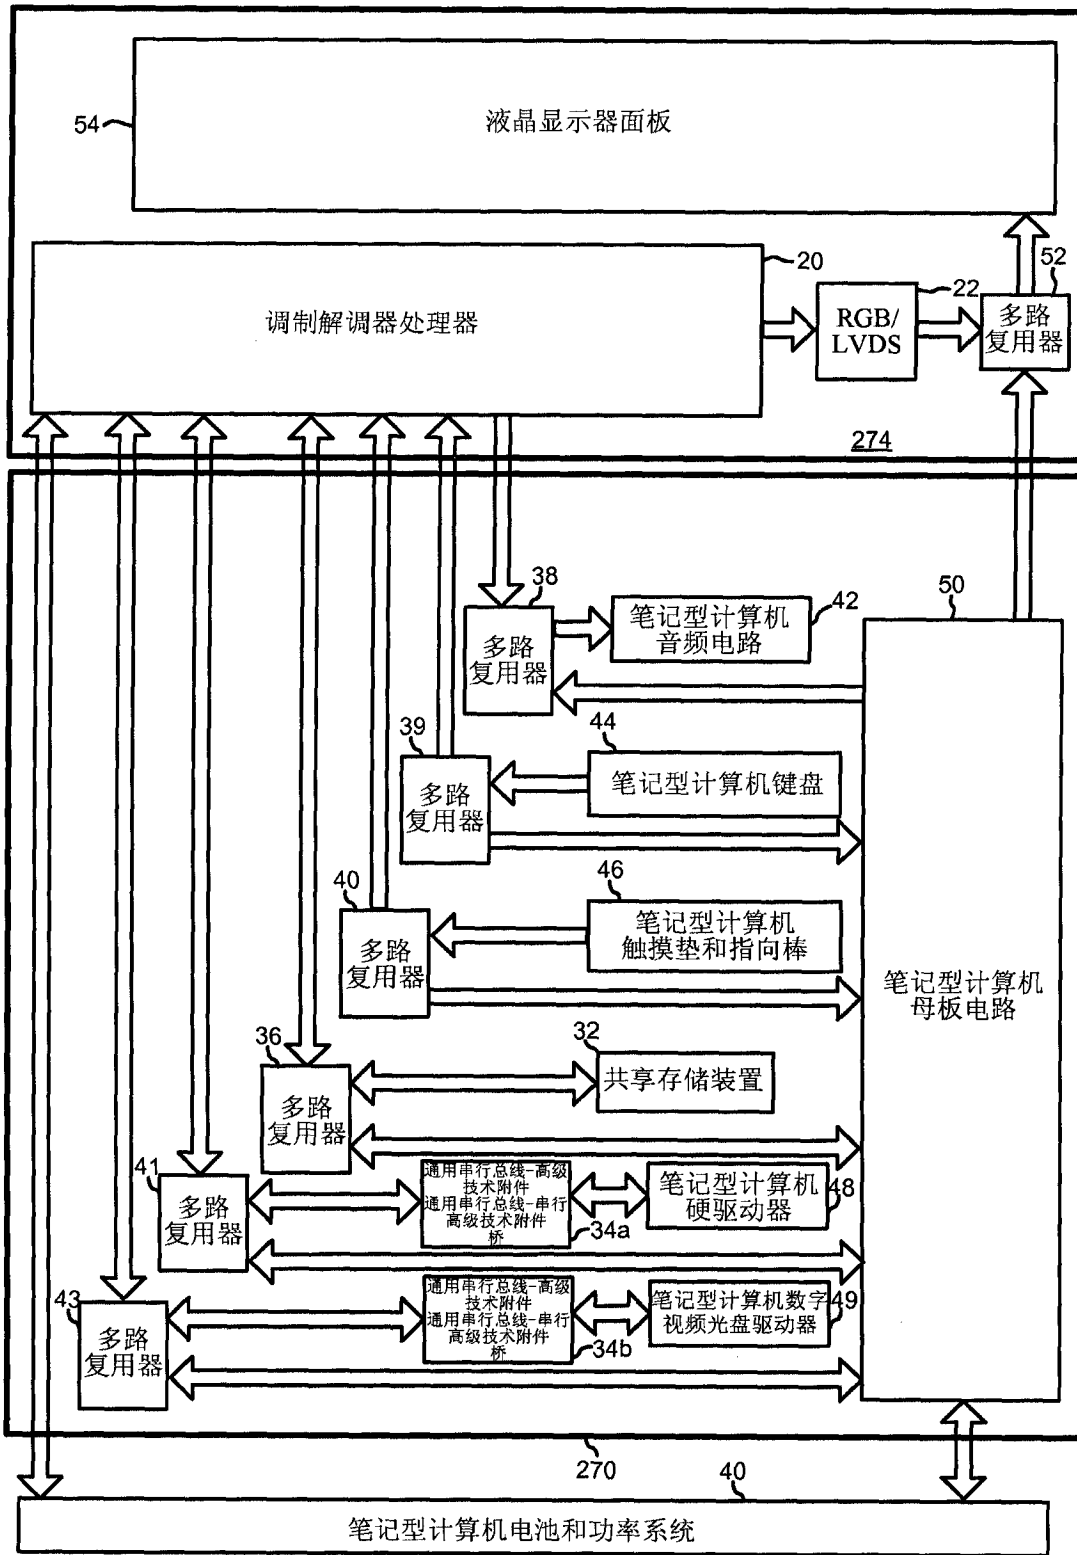 液晶显示器面板
54
20
调制解调器处理器
22
RGB/
LVDS
52
多路
复用器
274
38
多路
复用器
笔记型计算机
音频电路
42
50
39
多路
复用器
44
笔记型计算机键盘
40
多路
复用器
46
笔记型计算机
触摸垫和指向棒
笔记型计算机
母板电路
36
多路
复用器
32
共享存储装置
41
多路
复用器
通用串行总线-高级
技术附件
通用串行总线-串行
高级技术附件
桥
34a
笔记型计算机
硬驱动器
48
43
多路
复用器
通用串行总线-高级
技术附件
通用串行总线-串行
高级技术附件
桥
34b
笔记型计算机数字
视频光盘驱动器
49
270
40
笔记型计算机电池和功率系统